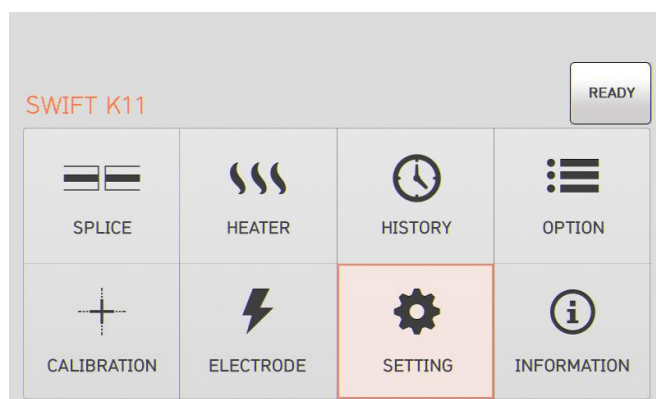 READY
SWIFT K11
SPLICE HEATER HISTORY OPTION
CALIBRATION ELECTRODE SETTING INFORMATION